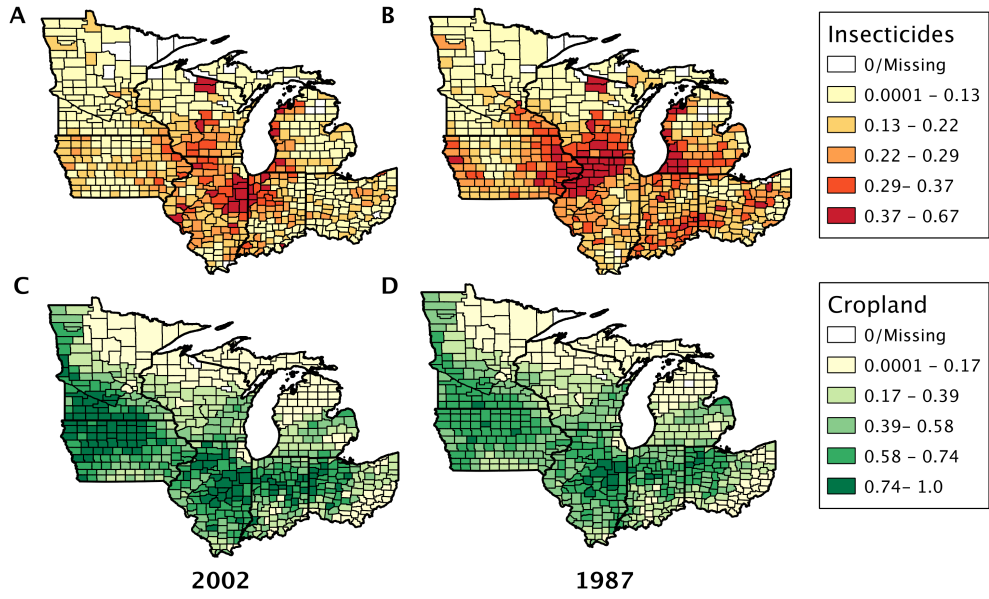 A
B
Insecticides
0/Missing
0.0001 – 0.13
0.13 – 0.22
0.22 – 0.29
0.29– 0.37
0.37 – 0.67
C
D
Cropland
0/Missing
0.0001 – 0.17
0.17 – 0.39
0.39– 0.58
0.58 – 0.74
0.74– 1.0
2002
1987